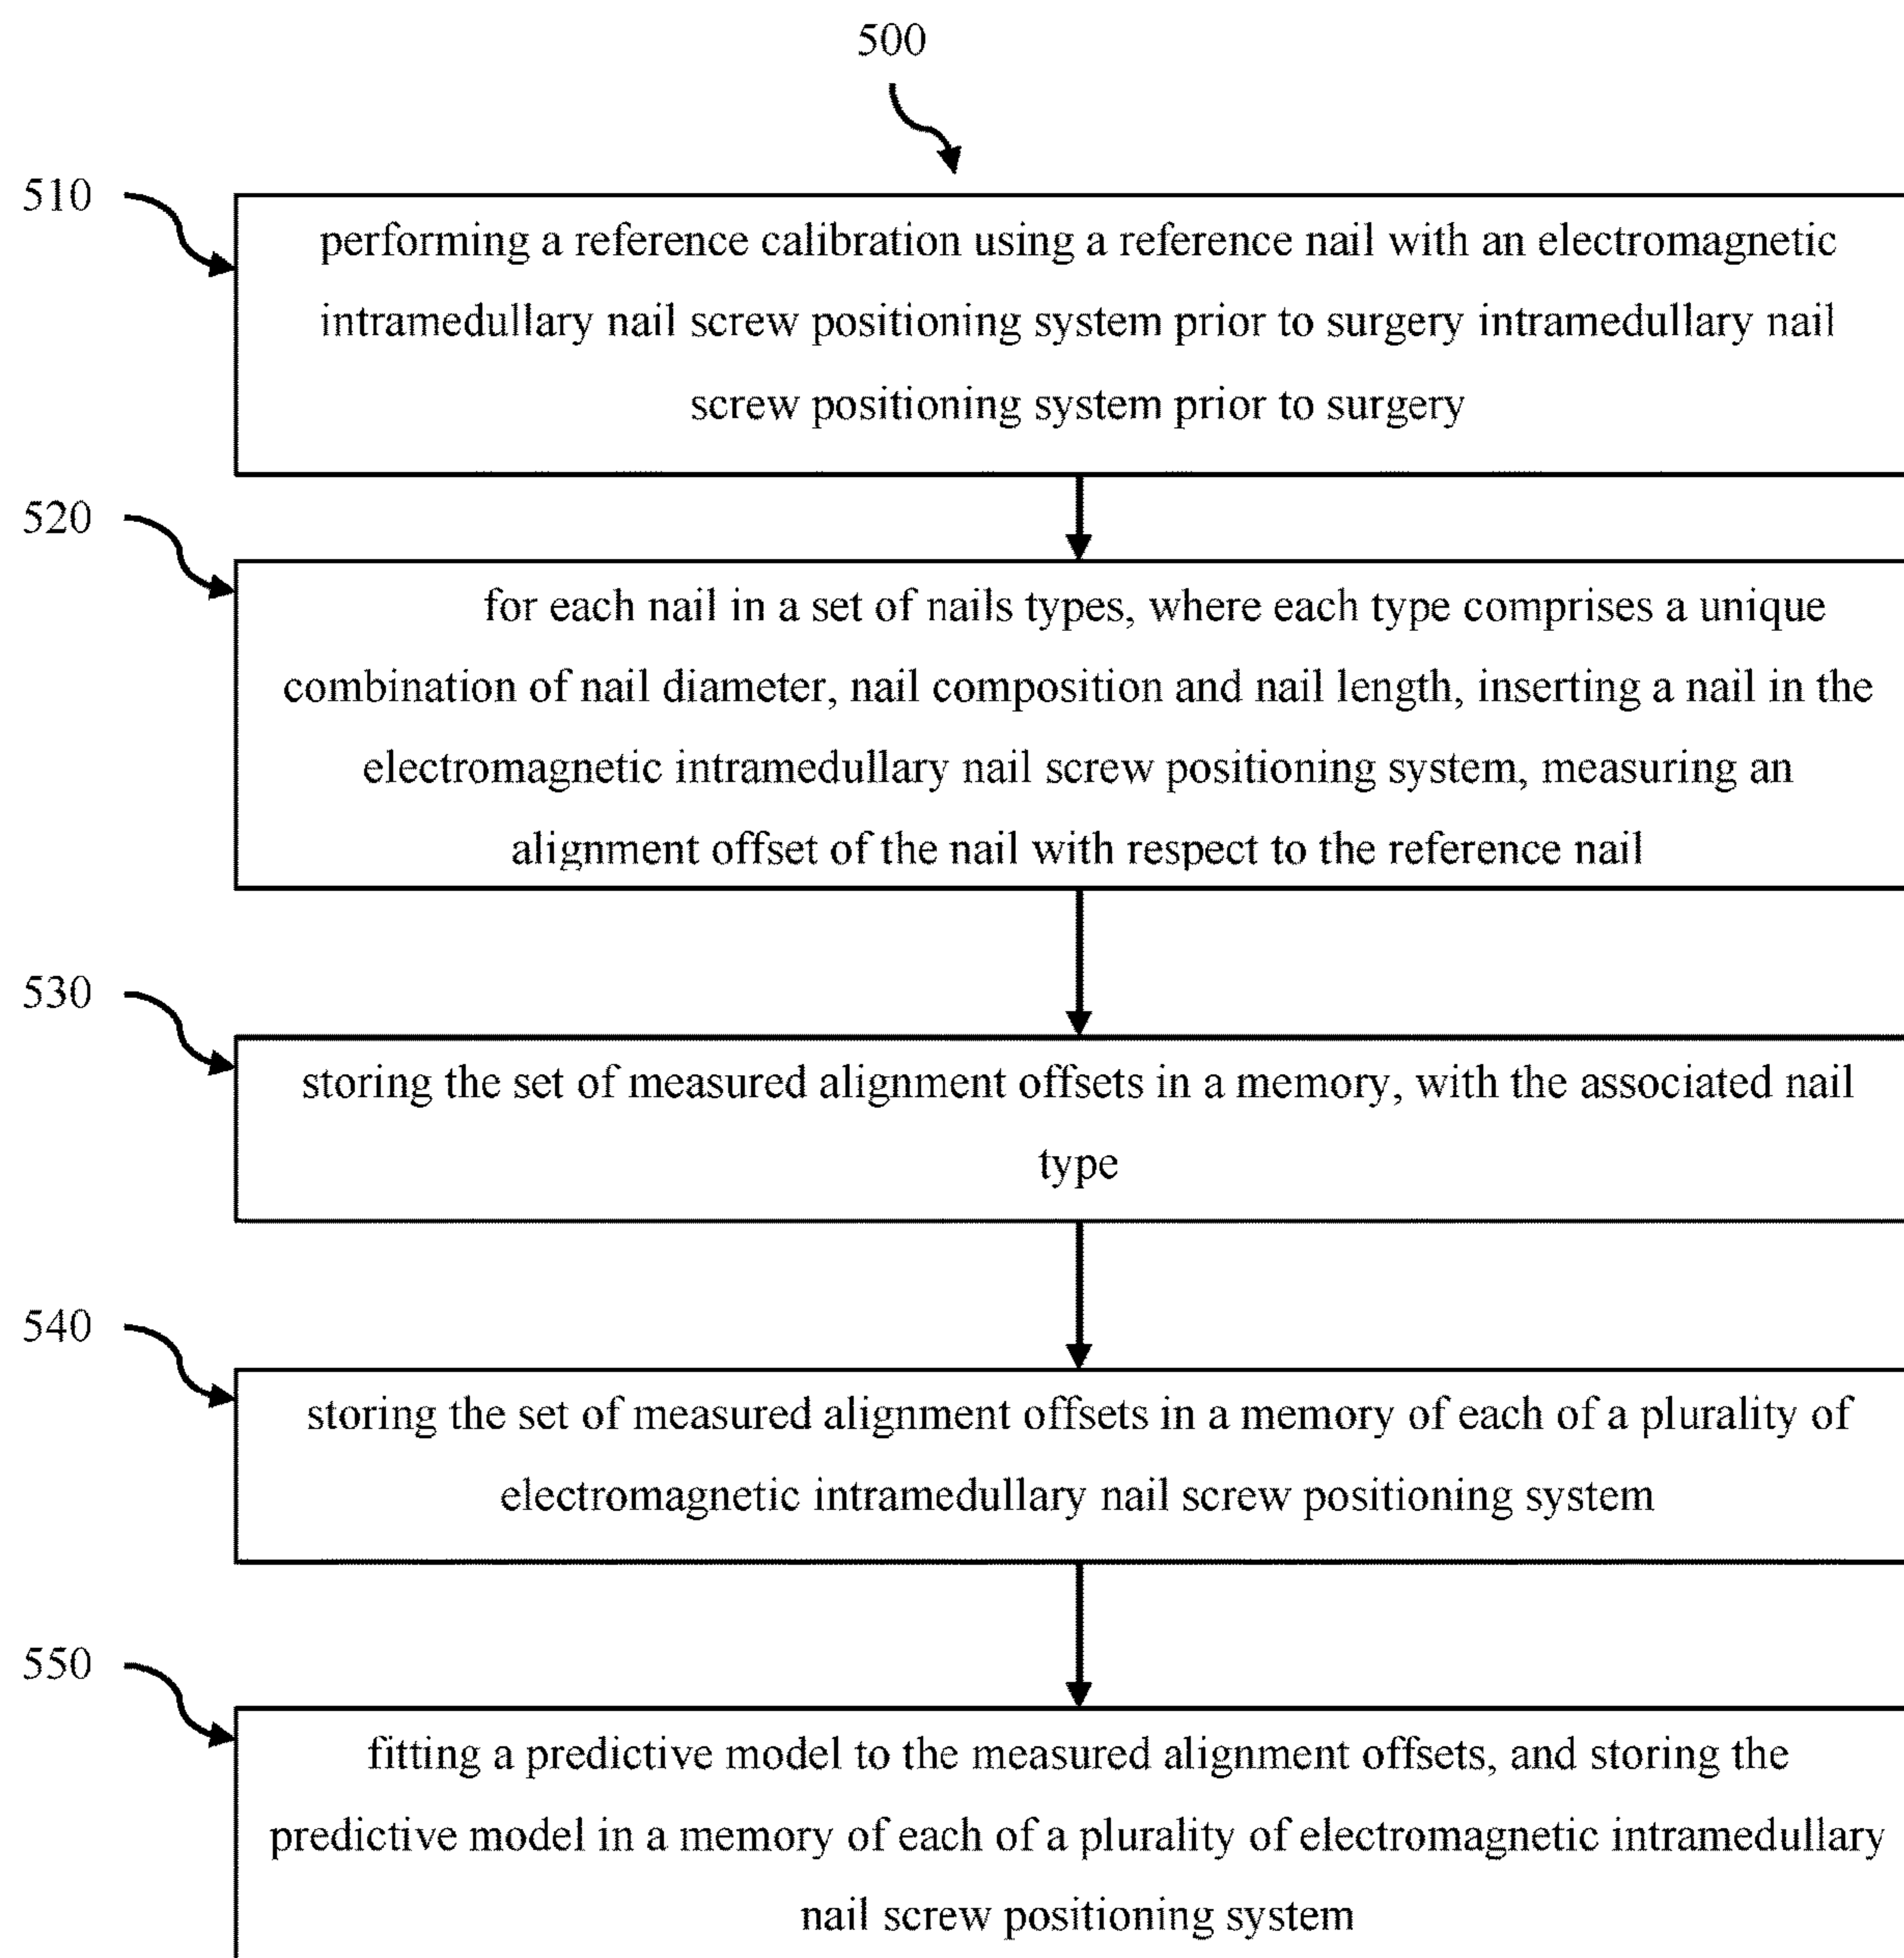 500
510
performing a reference calibration using a reference nail with an electromagnetic
intramedullary nail screw positioning system prior to surgery intramedullary nail
screw positioning system prior to surgery
520
for each nail in a set of nails types, where each type comprises a unique
combination of nail diameter, nail composition and nail length, inserting a nail in the
electromagnetic intramedullary nail screw positioning system, measuring an
alignment offset of the nail with respect to the reference nail
530
storing the set of measured alignment offsets in a memory, with the associated nail
type
540
storing the set of measured alignment offsets in a memory of each of a plurality of
electromagnetic intramedullary nail screw positioning system
550
fitting a predictive model to the measured alignment offsets, and storing the
predictive model in a memory of each of a plurality of electromagnetic intramedullary
nail screw positioning system